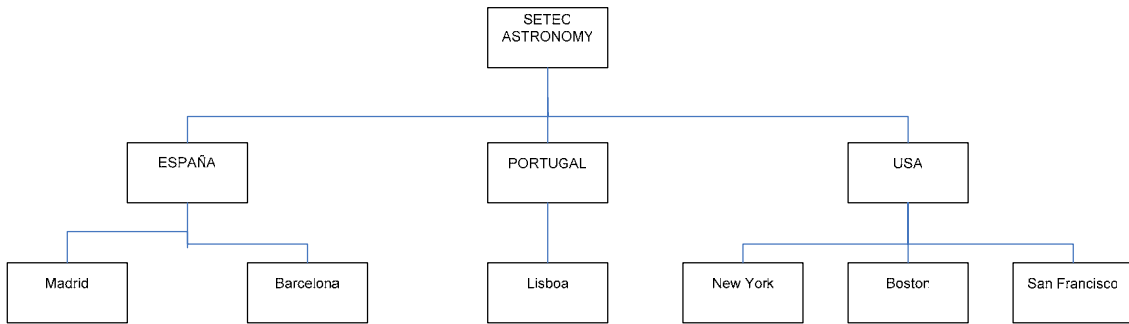 SETEC
ASTRONOMY
ESPAÑA
PORTUGAL
USA
Madrid
Barcelona
Lisboa
New York
Boston
San Francisco